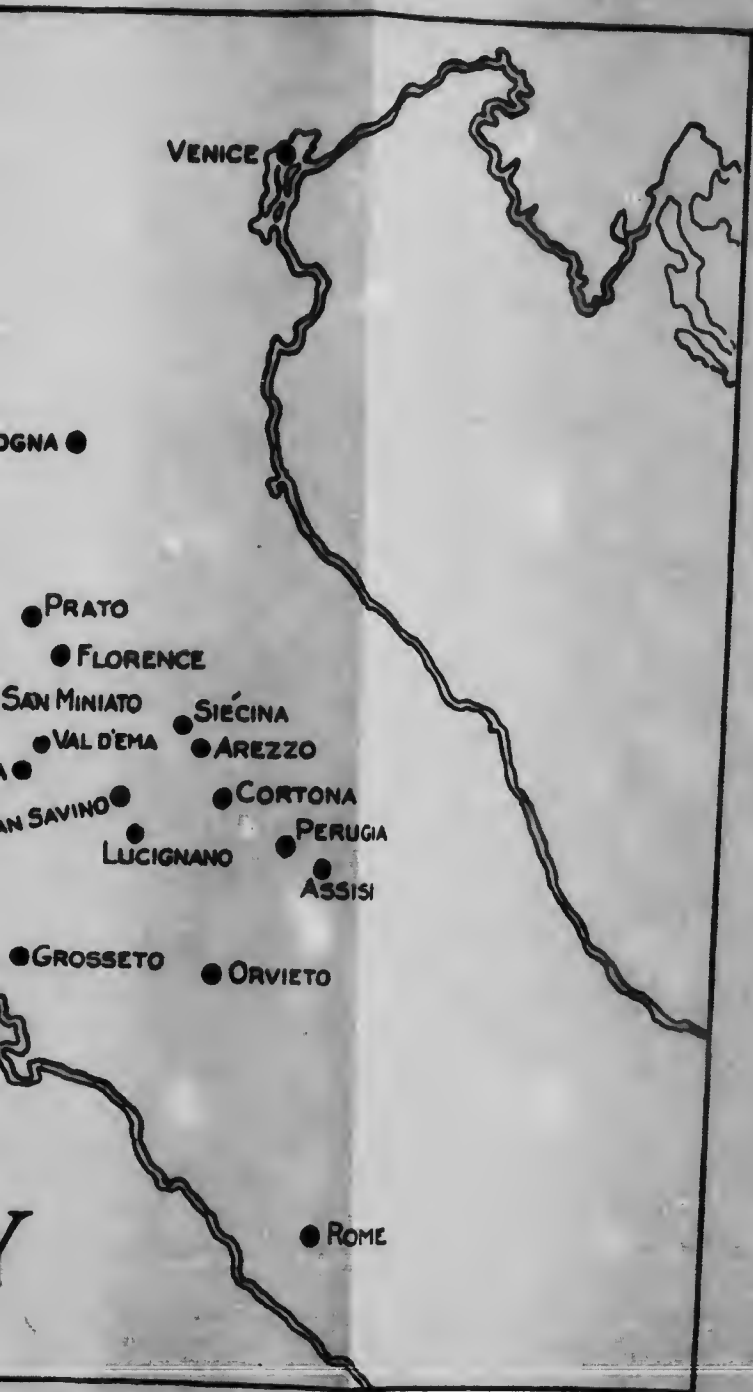 VENICE
OGNA
PRATO
FLORENCE
SAN MINIATO
SIÉCINA
VAL D'EMA
AREZZO
A
AN SAVINO
CORTONA
LUCIGNANO
PERUGIA
ASSISI
GROSSETO
ORVIETO
Y
ROME